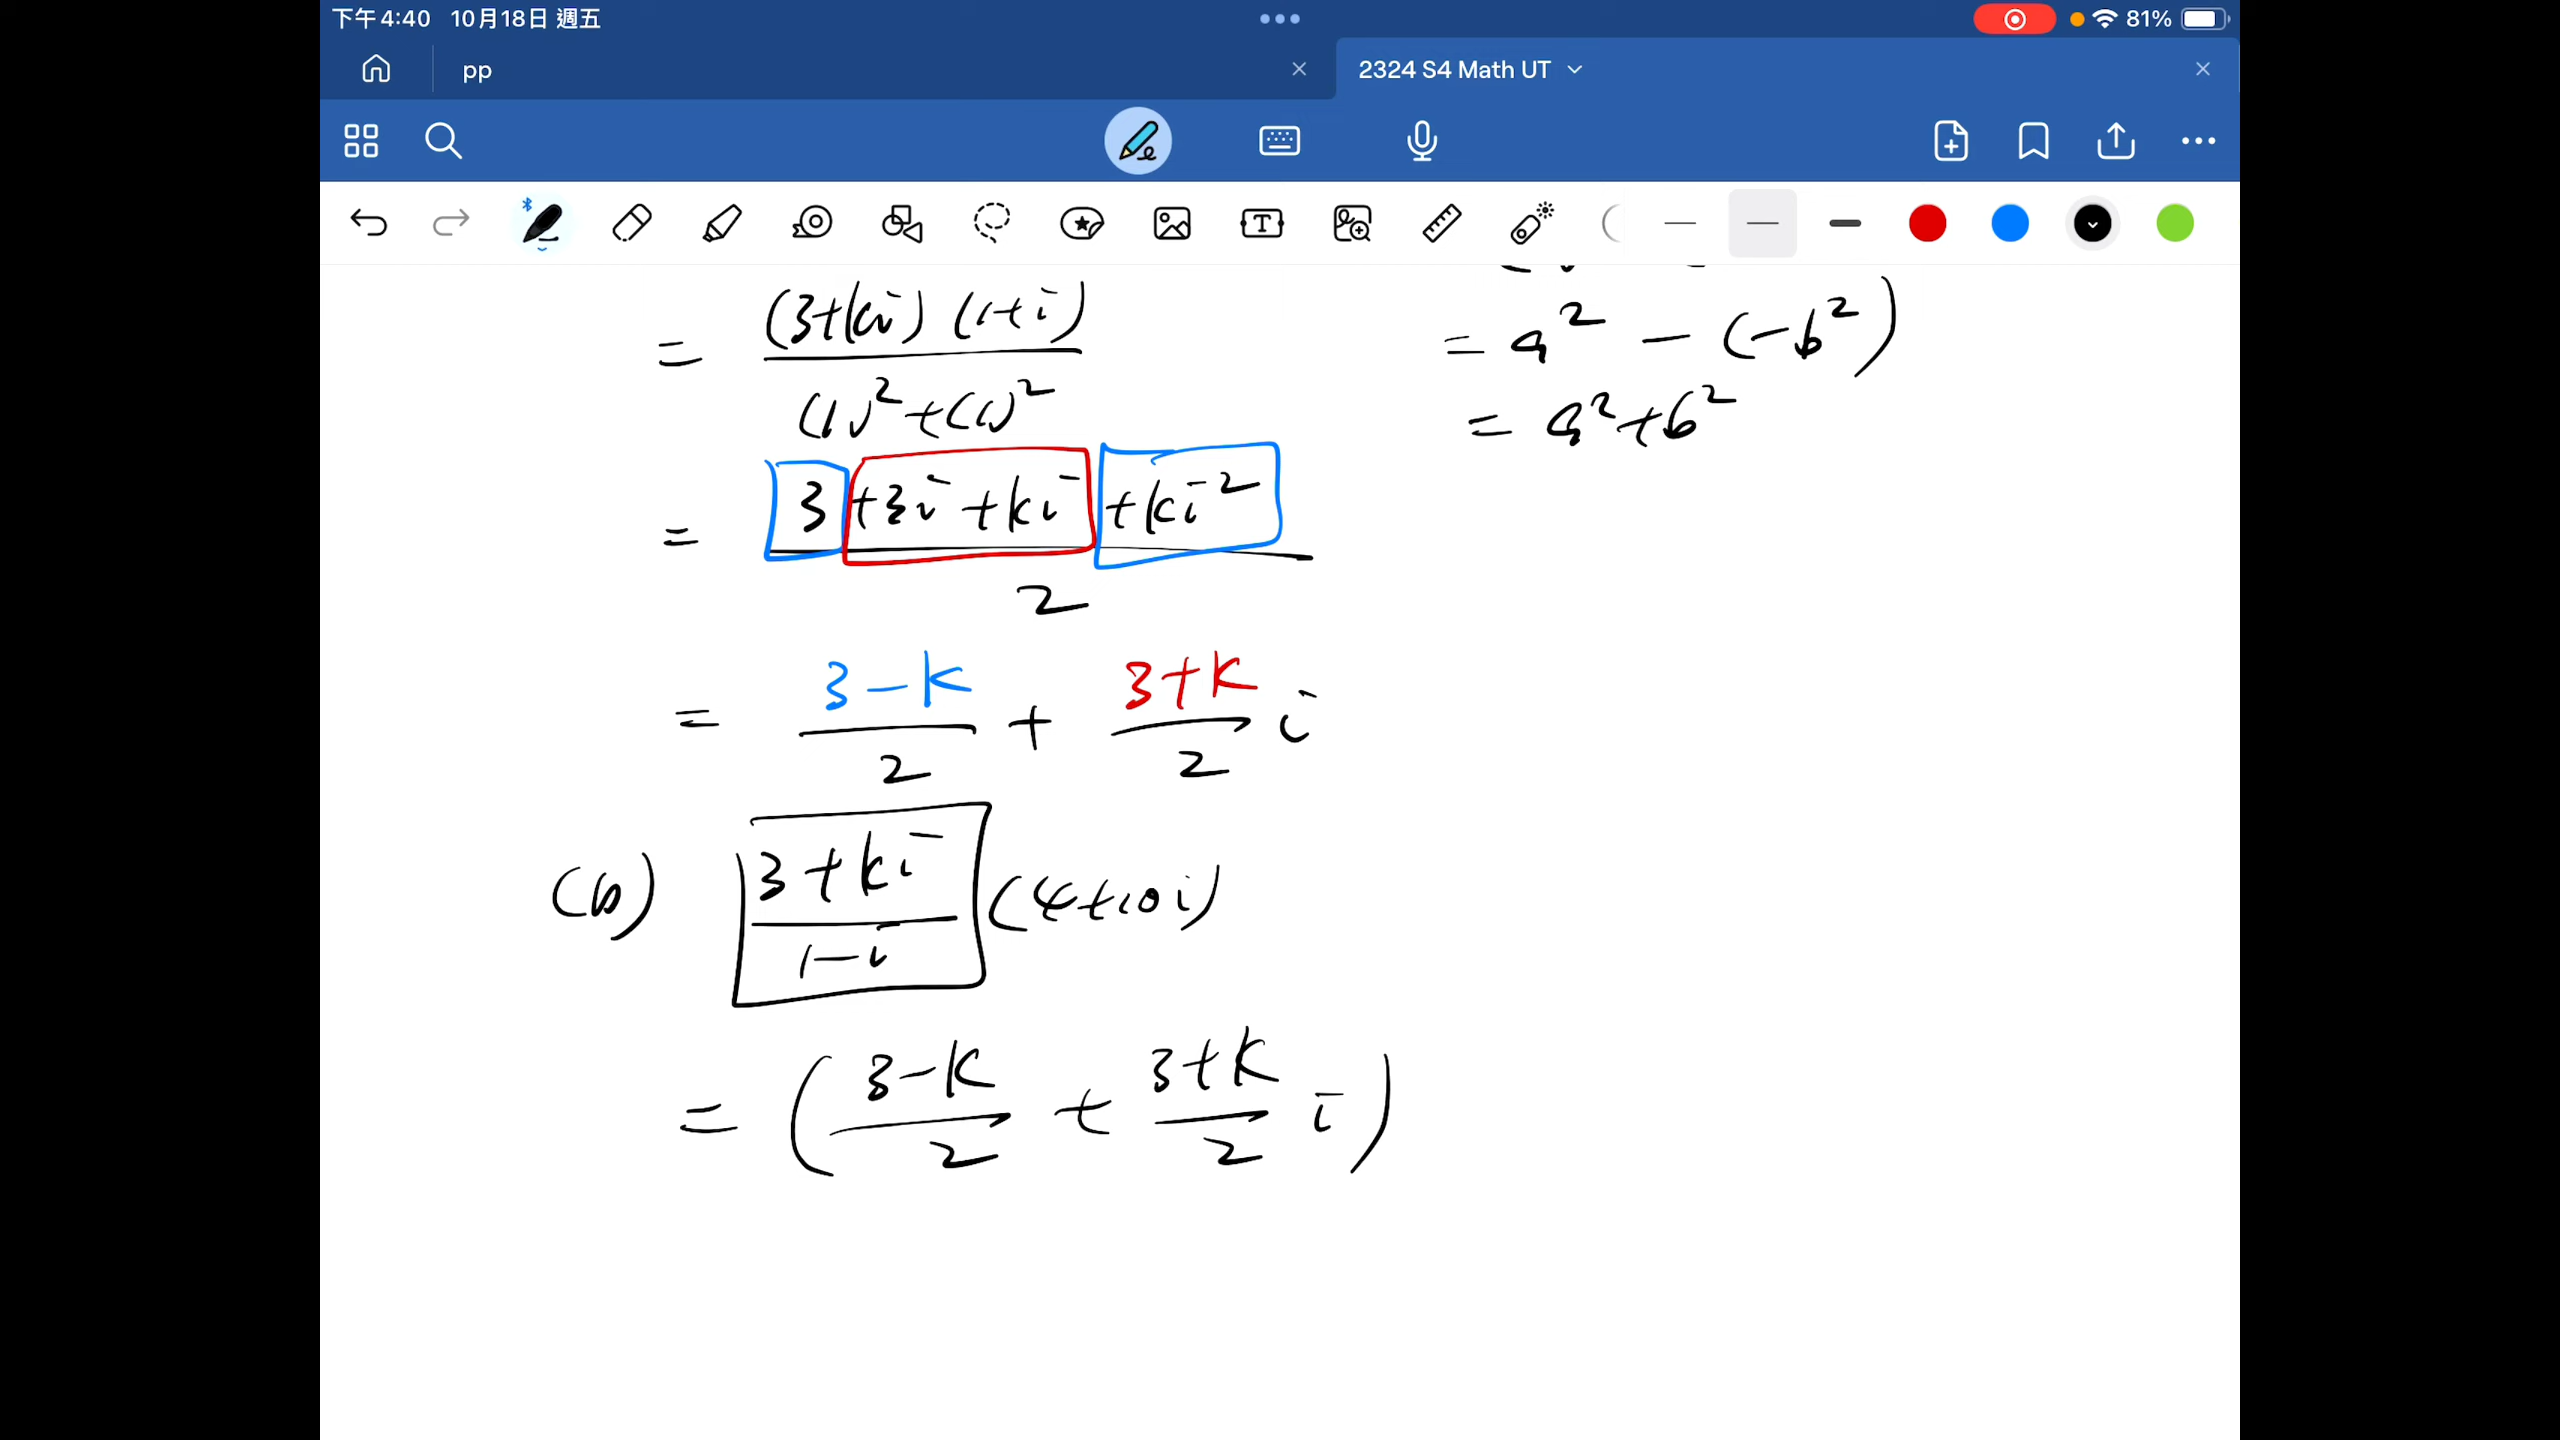 下午4:40 10月18日 週五
81%
pp
2324 S4 Math UT
= (3+ki)(1+i) / (1)²+(1)²
= a² - (-b²)
= a²+b²
= 3+3i+ki+ki² / 2
= 3-k / 2 + 3+k / 2 i
(b) 3+ki / 1-i (4+10i)
= (3-k / 2 + 3+k / 2 i)